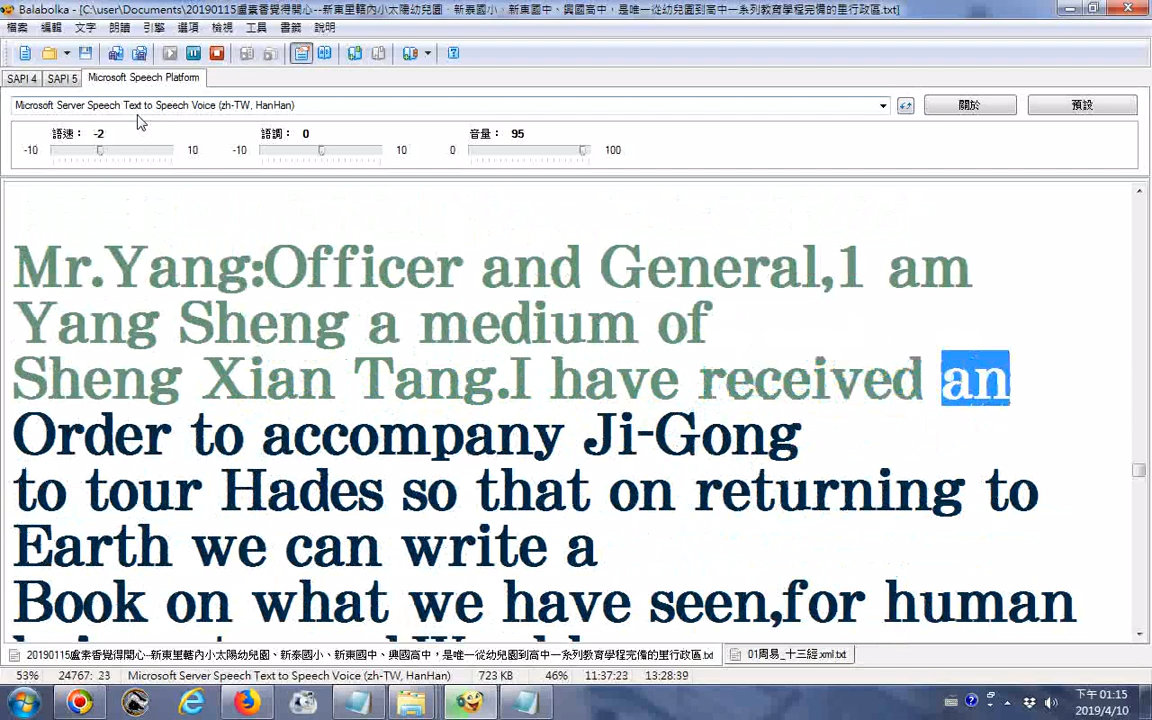 Balabolka - [C:\user\Documents\20190115盧素香覺得開心--新東里轄內小太陽幼兒園、新泰國小、新東國中、興國高中，是唯一從幼兒園到高中一系列教育學程完備的里行政區.txt]
檔案 編輯 文字 朗讀 引擎 選項 檢視 工具 書籤 說明
SAPI 4 SAPI 5 Microsoft Speech Platform
Microsoft Server Speech Text to Speech Voice (zh-TW, HanHan) 關於 預設
語速： -2 語調： 0 音量： 95
-10 10 -10 10 0 100
Mr.Yang:Officer and General,1 am
Yang Sheng a medium of
Sheng Xian Tang.I have received an
Order to accompany Ji-Gong
to tour Hades so that on returning to
Earth we can write a
Book on what we have seen,for human
20190115盧素香覺得開心--新東里轄內小太陽幼兒園、新泰國小、新東國中、興國高中，是唯一從幼兒園到高中一系列教育學程完備的里行政區.txt 01周易_十三經.xml.txt
53% 24767: 23 Microsoft Server Speech Text to Speech Voice (zh-TW, HanHan) 723 KB 46% 11:37:23 13:28:39
下午 01:15
2019/4/10